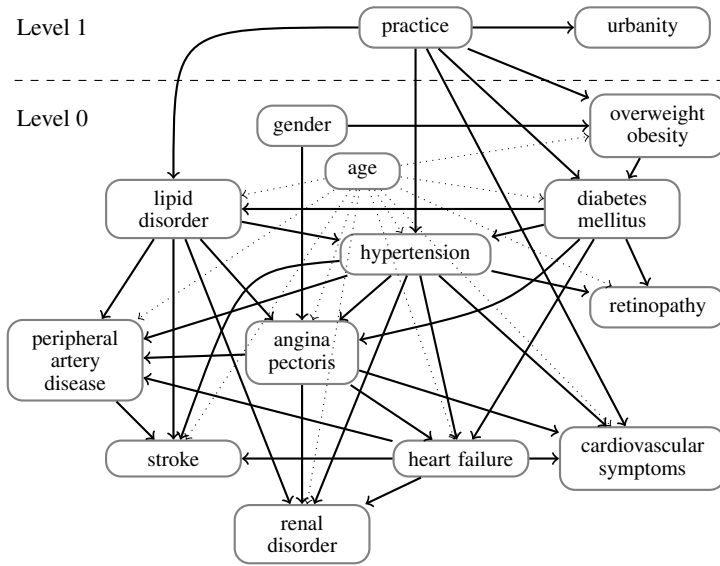 Level 1
practice
urbanity
Level 0
gender
overweight
obesity
age
lipid
disorder
diabetes
mellitus
hypertension
retinopathy
peripheral
artery
disease
angina
pectoris
stroke
heart failure
cardiovascular
symptoms
renal
disorder